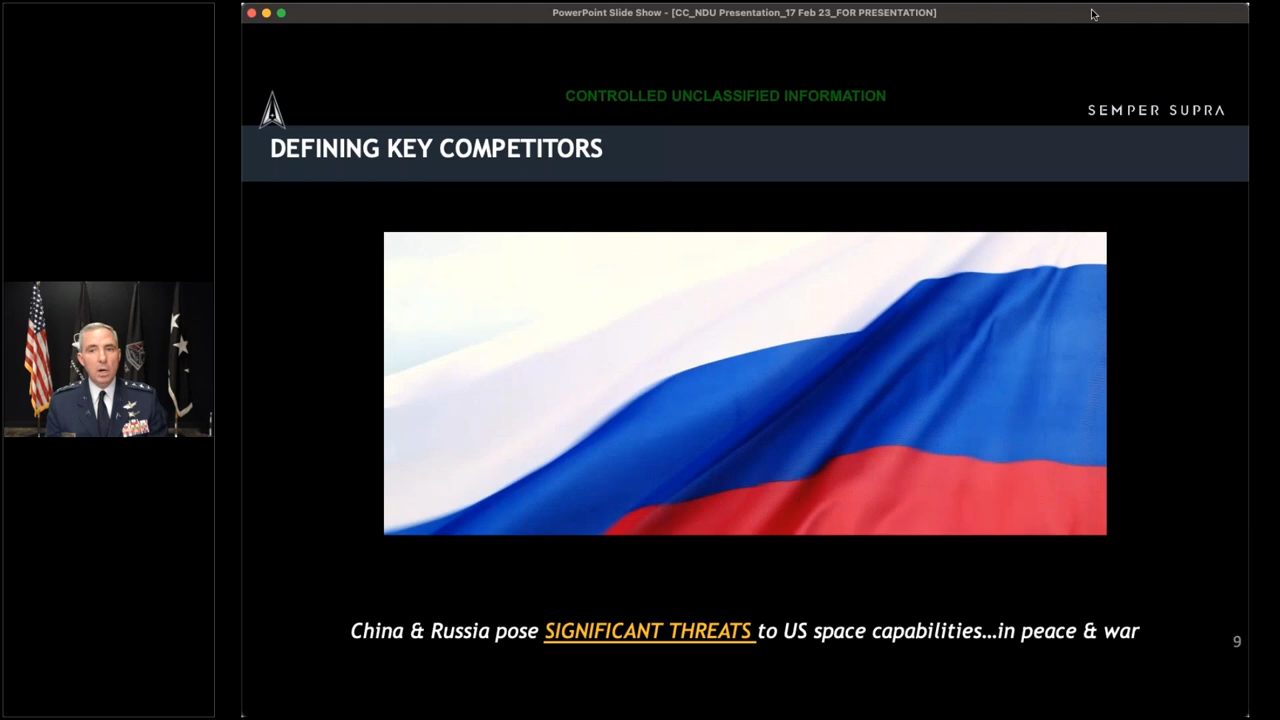 PowerPoint Slide Show - [CC_NDU Presentation_17 Feb 23_FOR PRESENTATION]
CONTROLLED UNCLASSIFIED INFORMATION
SEMPER SUPRA
DEFINING KEY COMPETITORS
China & Russia pose SIGNIFICANT THREATS to US space capabilities...in peace & war
9